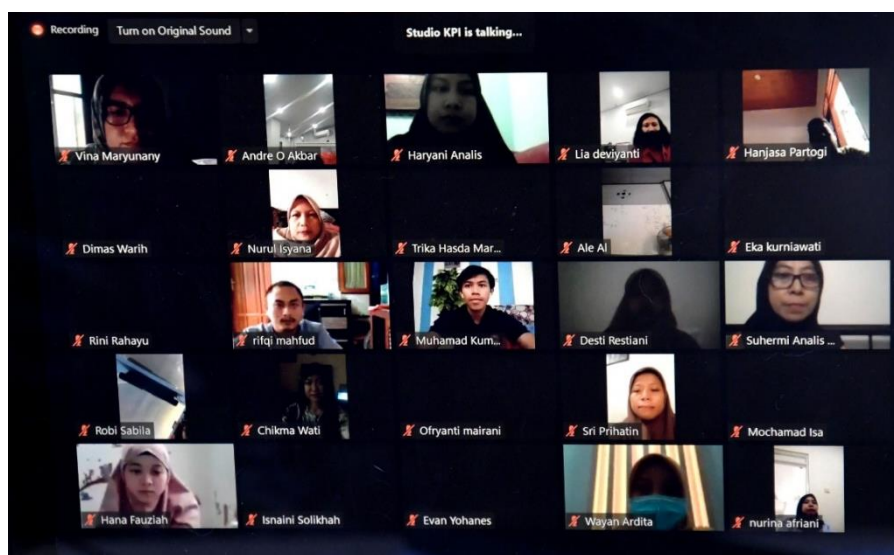 Recording Turn on Original Sound
Studio KPI is talking...
Vina Maryunany
Andre O Akbar
Haryani Analis
Lia deviyanti
Hanjasa Partogi
Dimas Warih
Nurul Isyana
Trika Hasda Mar...
Ale Al
Eka kurniawati
Rini Rahayu
rifqi mahfud
Muhamad Kum...
Desti Restiani
Suhermi Analis ...
Robi Sabila
Chikma Wati
Ofryanti mairani
Sri Prihatin
Mochamad Isa
Hana Fauziah
Isnaini Solikhah
Evan Yohanes
Wayan Ardita
nurina afriani